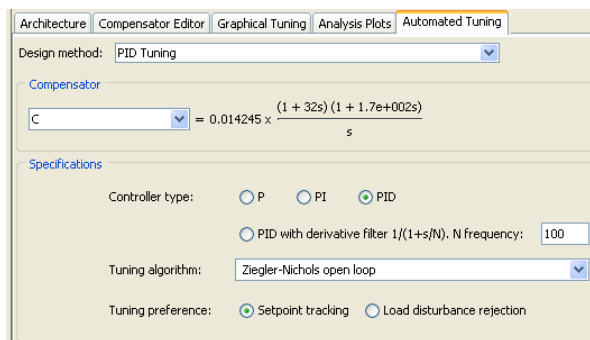 Architecture Compensator Editor Graphical Tuning Analysis Plots Automated Tuning
Design method: PID Tuning
Compensator
C = 0.014245 x (1 + 32s) (1 + 1.7e+002s)
s
Specifications
Controller type: P PI PID
PID with derivative filter 1/(1+s/N). N frequency: 100
Tuning algorithm: Ziegler-Nichols open loop
Tuning preference: Setpoint tracking Load disturbance rejection